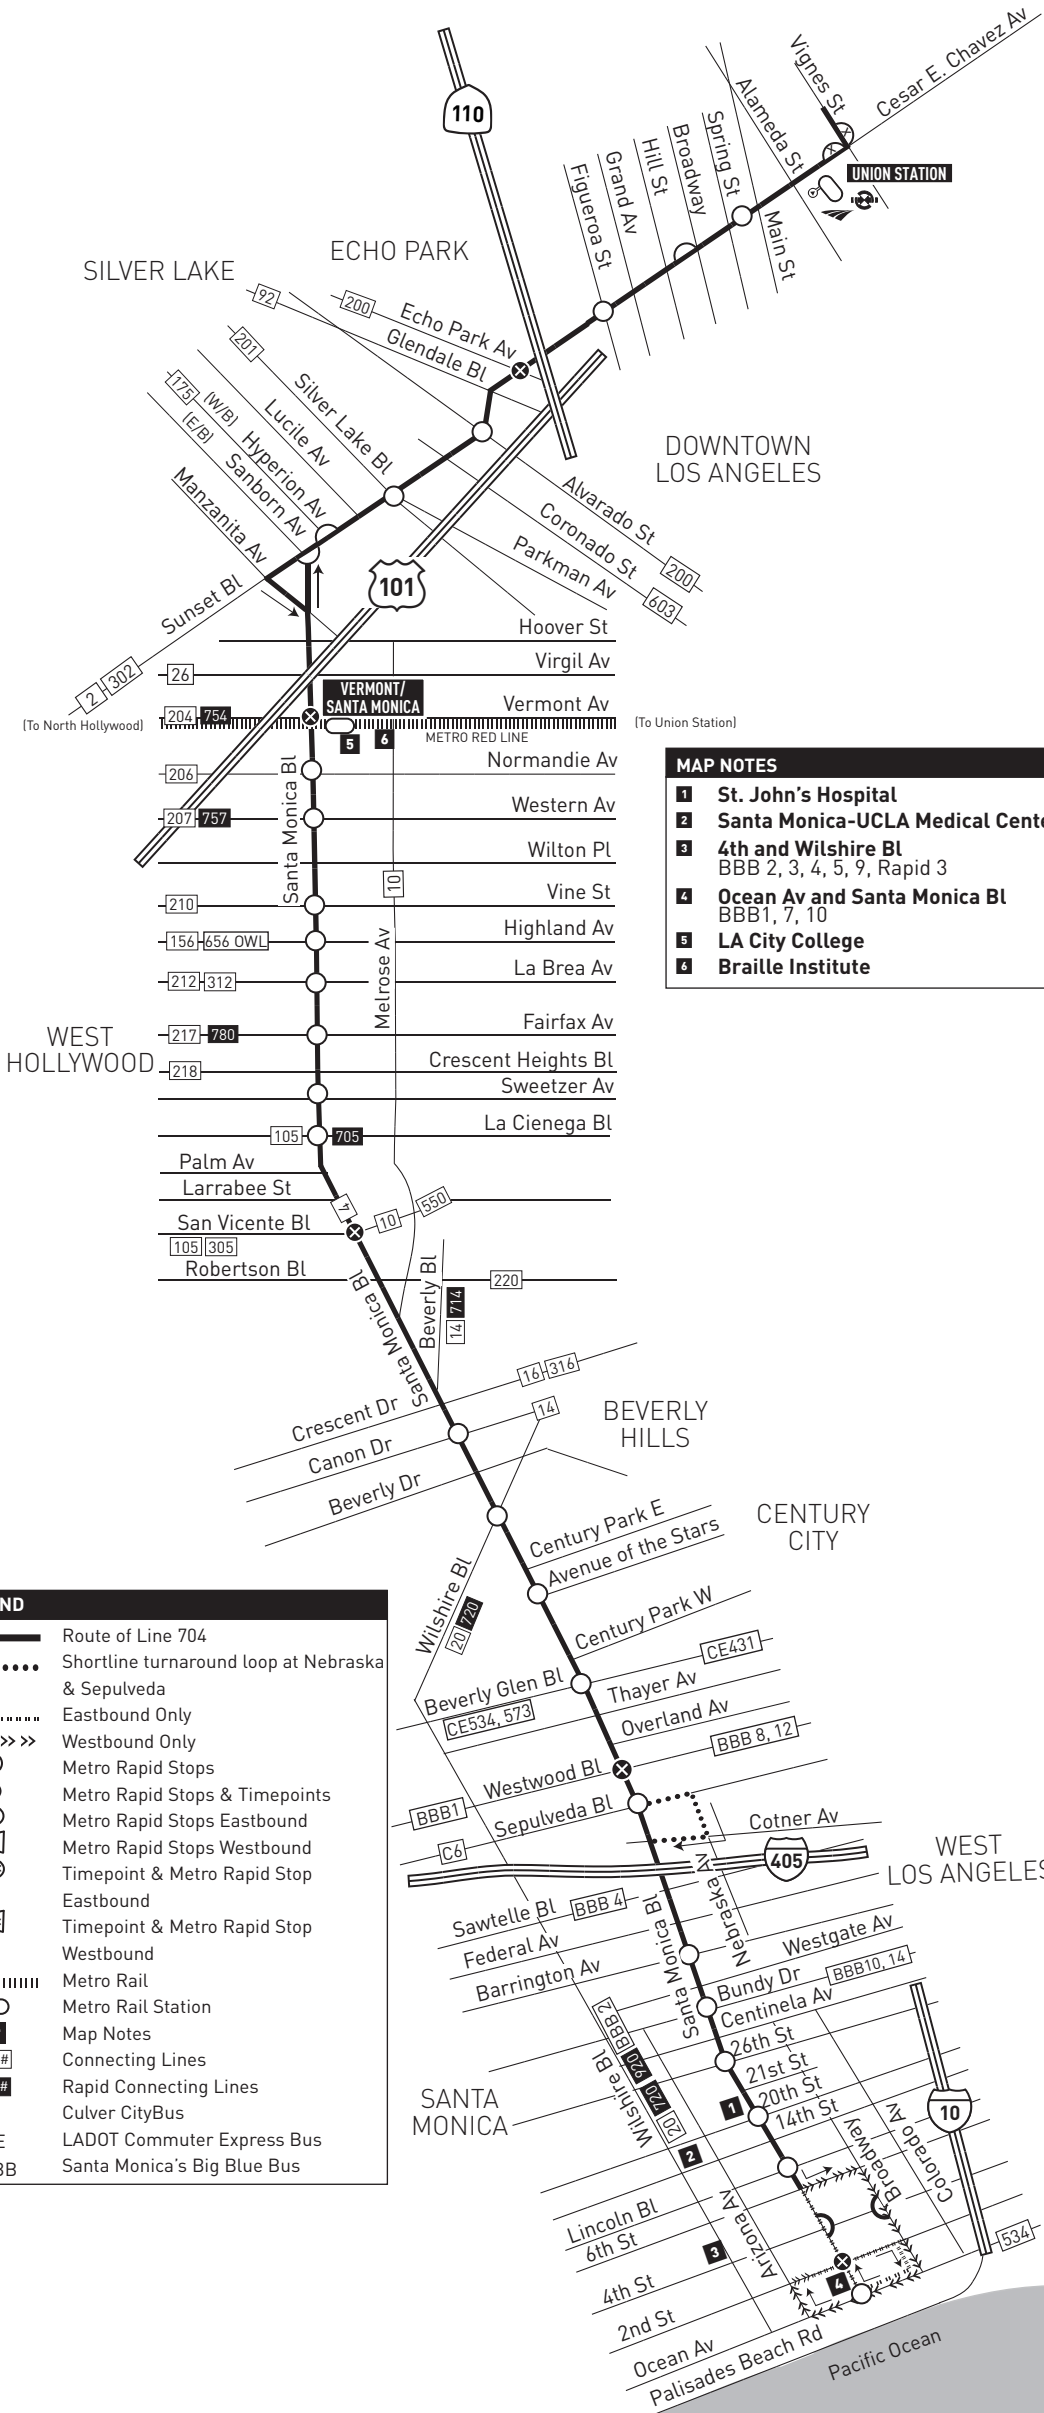 110
Vignes St
Cesar E. Chavez Av
Alameda St
Spring St
Broadway
Hill St
Grand Av
Figueroa St
Main St
UNION STATION
ECHO PARK
SILVER LAKE
92
200
Echo Park Av
Glendale Bl
201
Silver Lake Bl
Lucile Av
175
(W/B)
Hyperion Av
(E/B)
Sanborn Av
Manzanita Av
Sunset Bl
2
302
DOWNTOWN
LOS ANGELES
Alvarado St
200
Coronado St
603
Parkman Av
101
Hoover St
Virgil Av
26
VERMONT/
SANTA MONICA
Vermont Av
204
754
(To North Hollywood)
(To Union Station)
METRO RED LINE
5
6
Normandie Av
206
Santa Monica Bl
Western Av
207
757
Wilton Pl
10
Vine St
210
Highland Av
156
656 OWL
Melrose Av
La Brea Av
212
312
Fairfax Av
217
780
WEST
HOLLYWOOD
Crescent Heights Bl
218
Sweetzer Av
La Cienega Bl
105
705
Palm Av
Larrabee St
4
San Vicente Bl
10
550
105
305
Robertson Bl
220
MAP NOTES
1 St. John's Hospital
2 Santa Monica-UCLA Medical Cente
3 4th and Wilshire Bl
BBB 2, 3, 4, 5, 9, Rapid 3
4 Ocean Av and Santa Monica Bl
BBB1, 7, 10
5 LA City College
6 Braille Institute
Santa Monica Bl
Beverly Bl
14
714
16
316
Crescent Dr
14
Canon Dr
Beverly Dr
BEVERLY
HILLS
CENTURY
CITY
Century Park E
Avenue of the Stars
Wilshire Bl
20
720
Century Park W
CE431
Beverly Glen Bl
CE534, 573
Thayer Av
Overland Av
BBB 8, 12
Westwood Bl
BBB1
Sepulveda Bl
C6
Cotner Av
405
WEST
LOS ANGELES
Nebraska Av
Sawtelle Bl
BBB 4
Federal Av
Santa Monica Bl
Barrington Av
Westgate Av
Bundy Dr
BBB10, 14
Centinela Av
BBB2
920
720
20
Wilshire Bl
26th St
21st St
20th St
14th St
1
2
SANTA
MONICA
10
Broadway
Colorado Av
Arizona Av
Lincoln Bl
6th St
3
4th St
4
2nd St
534
Ocean Av
Palisades Beach Rd
Pacific Ocean
ND
Route of Line 704
Shortline turnaround loop at Nebraska
& Sepulveda
Eastbound Only
Westbound Only
Metro Rapid Stops
Metro Rapid Stops & Timepoints
Metro Rapid Stops Eastbound
Metro Rapid Stops Westbound
Timepoint & Metro Rapid Stop
Eastbound
Timepoint & Metro Rapid Stop
Westbound
Metro Rail
Metro Rail Station
Map Notes
# Connecting Lines
# Rapid Connecting Lines
Culver CityBus
E LADOT Commuter Express Bus
BB Santa Monica's Big Blue Bus